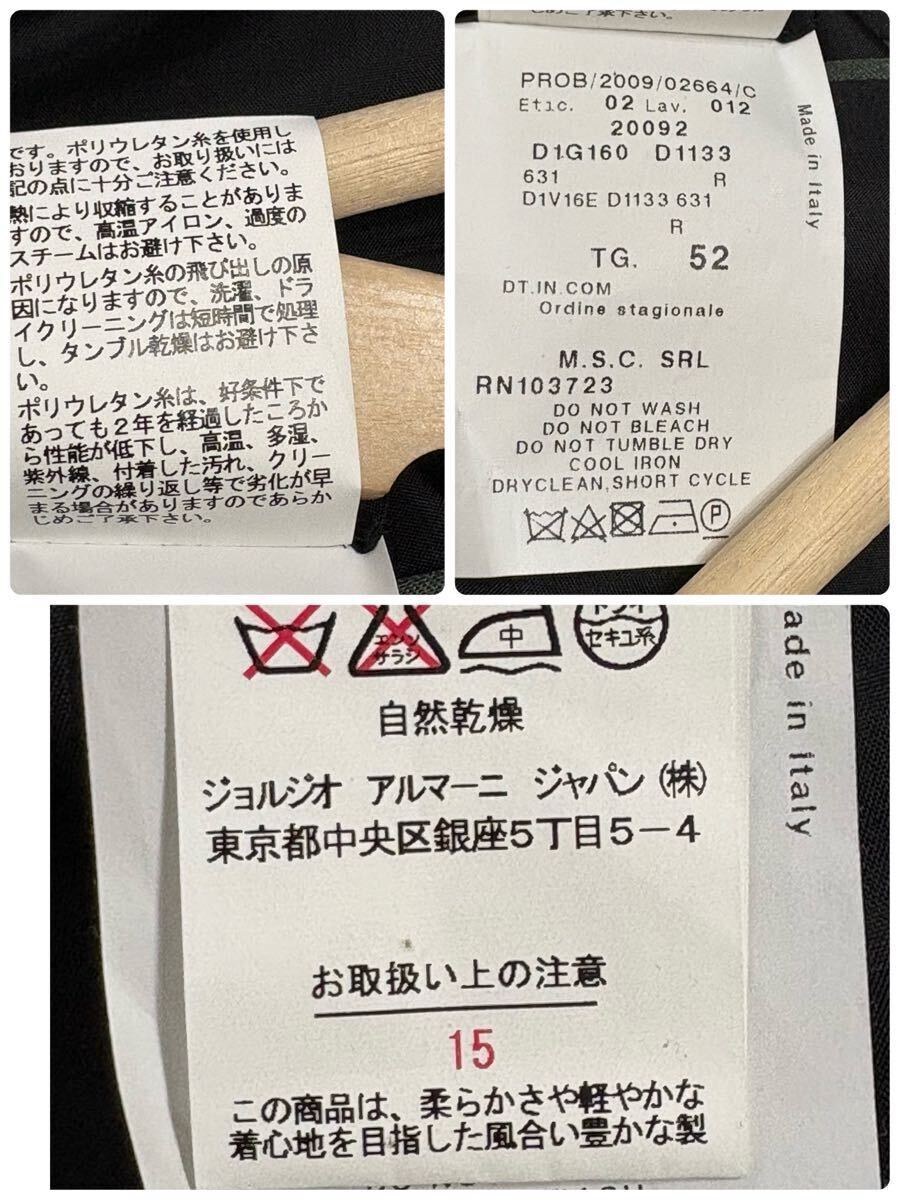 です。ポリウレタン糸を使用し
おりますので、お取り扱いには
記の点に十分ご注意ください。
熱により収縮することがありま
すので、高温アイロン、過度の
スチームはお避け下さい。
ポリウレタン糸の飛び出しの原
因になりますので、洗濯、ドラ
イクリーニングは短時間で処理
し、タンブル乾燥はお避け下さ
い。
ポリウレタン糸は、好条件下で
あっても2年を経過したころか
ら性能が低下し、高温、多湿、
紫外線、付着した汚れ、クリー
ニングの繰り返し等で劣化が早
まる場合がありますのであらか
じめご了承下さい。
じめご了承下さい。
PROB/2009/02664/C
Etic. 02 Lav. 012
20092
D1G160 D1133
631 R
D1V16E D1133 631
R
TG. 52
DT.IN.COM
Ordine stagionale
M.S.C. SRL
RN103723
DO NOT WASH
DO NOT BLEACH
DO NOT TUMBLE DRY
COOL IRON
DRYCLEAN,SHORT CYCLE
P
Made in Italy
エンソ
サラシ
中
ドライ
セキユ系
自然乾燥
ジョルジオ アルマーニ ジャパン(株)
東京都中央区銀座5丁目5-4
お取扱い上の注意
15
この商品は、柔らかさや軽やかな
着心地を目指した風合い豊かな製
ade in Italy